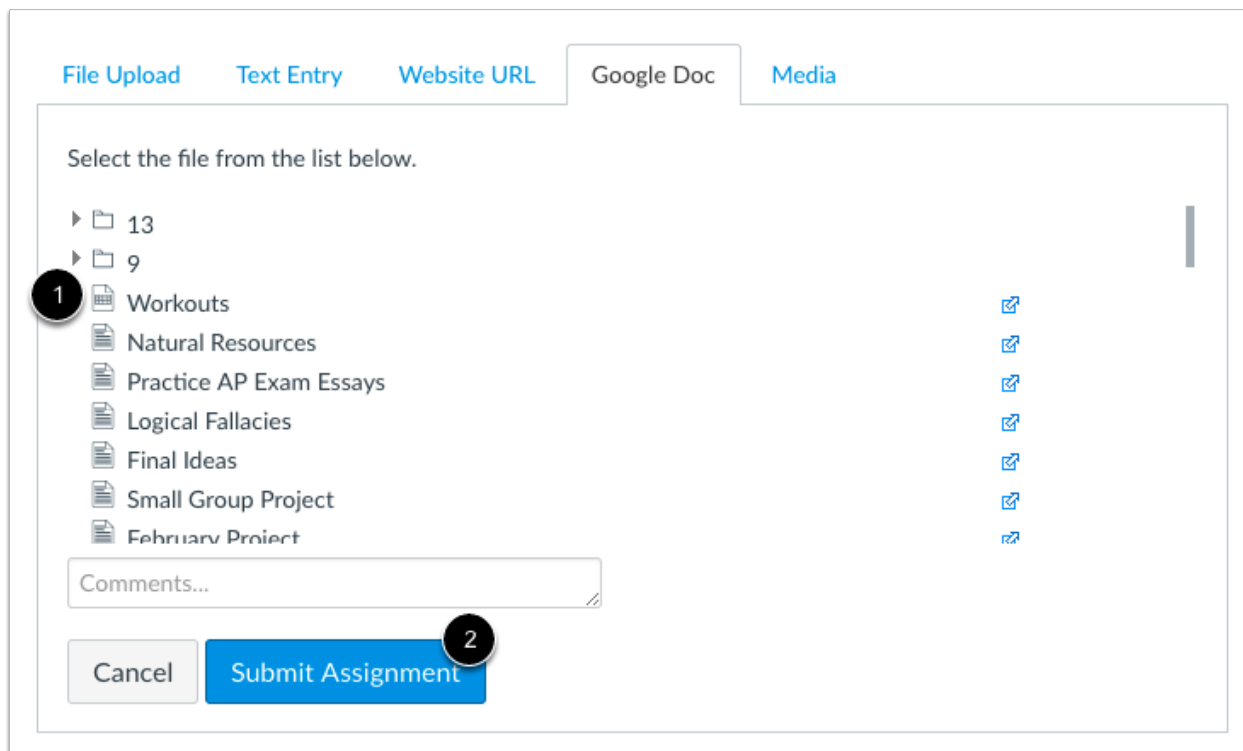 File Upload Text Entry Website URL Google Doc Media
Select the file from the list below.
13
9
1 Workouts
Natural Resources
Practice AP Exam Essays
Logical Fallacies
Final Ideas
Small Group Project
February Project
Comments...
2
Cancel Submit Assignment